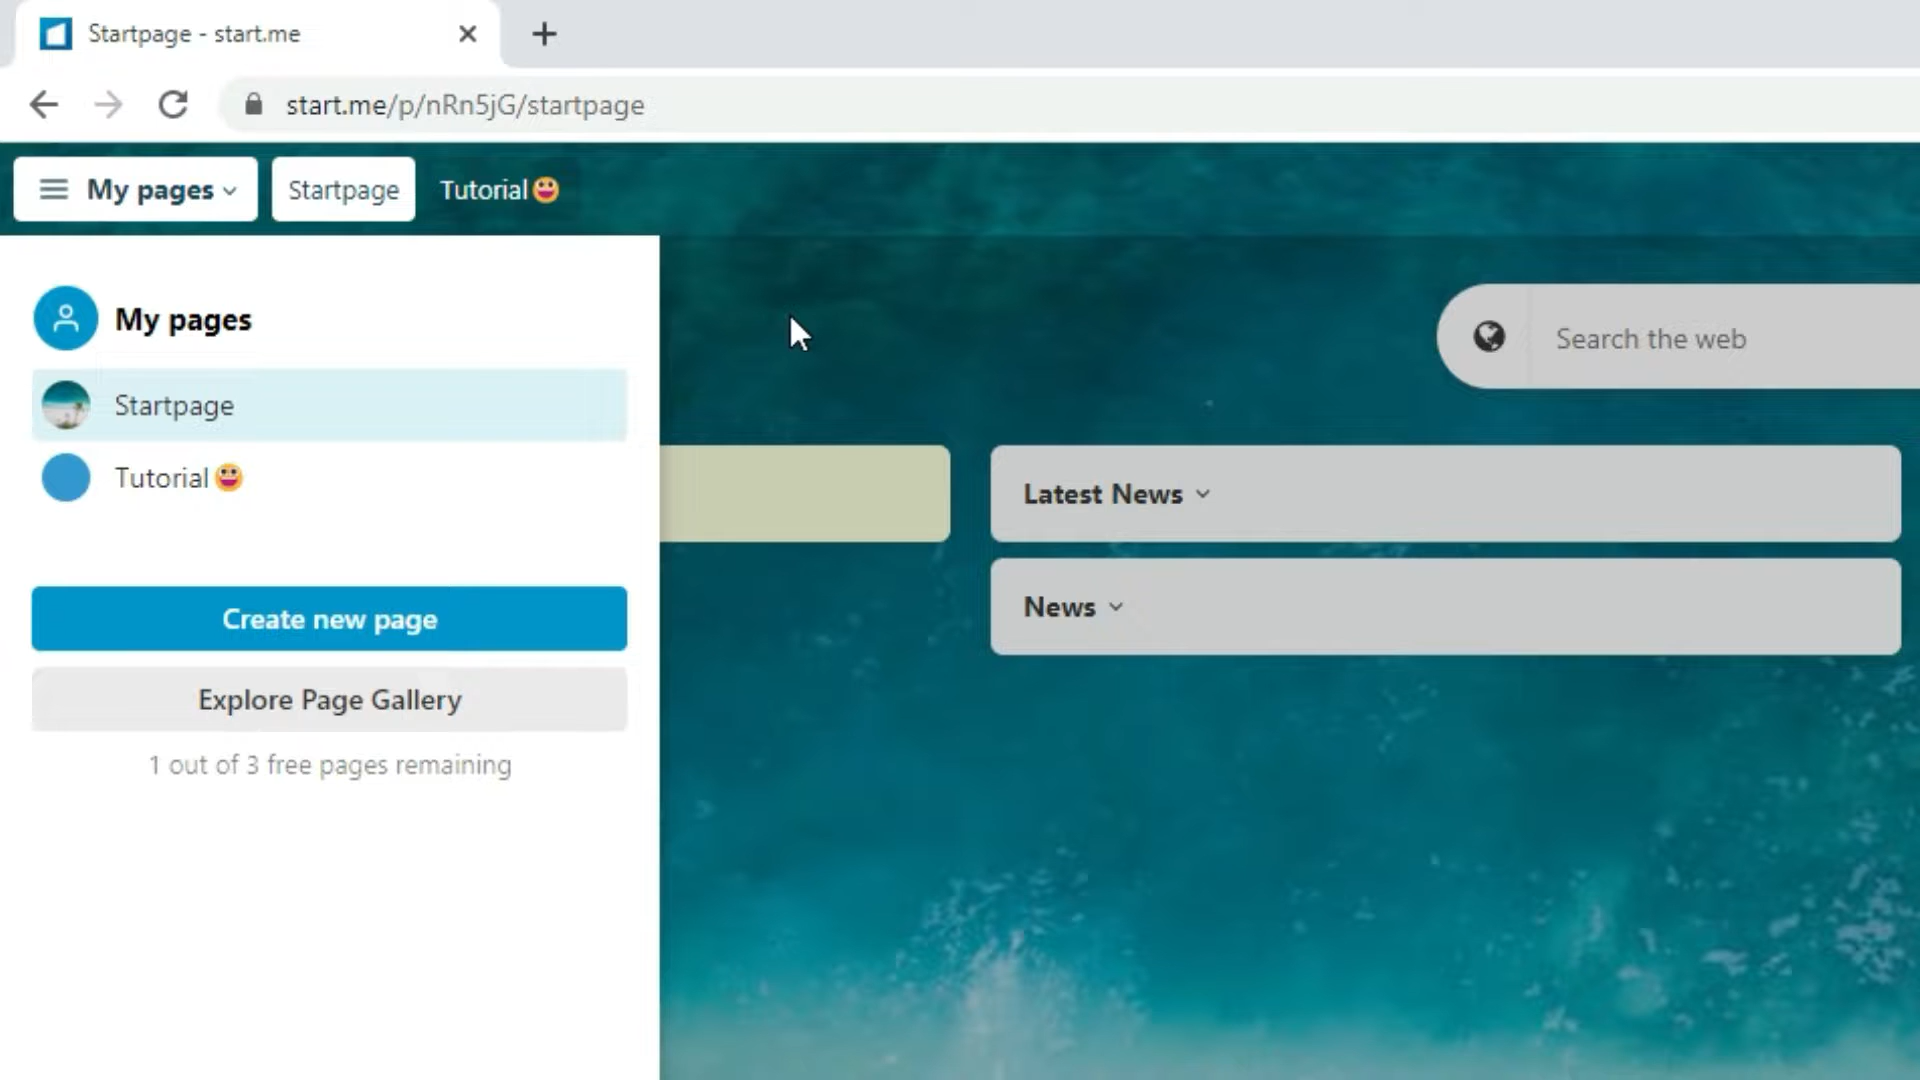 Startpage - start.me
start.me/p/nRn5jG/startpage
My pages
Startpage
Tutorial😀
My pages
Startpage
Tutorial😀
Create new page
Explore Page Gallery
1 out of 3 free pages remaining
Search the web
Latest News
News